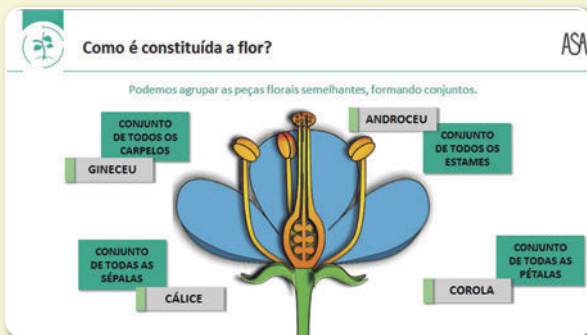 Como é constituída a flor?
ASA
Podemos agrupar as peças florais semelhantes, formando conjuntos.
CONJUNTO
DE TODOS OS
CARPELOS
GINECEU
ANDROCEU
CONJUNTO
DE TODOS OS
ESTAMES
CONJUNTO
DE TODAS AS
SÉPALAS
CÁLICE
CONJUNTO
DE TODAS AS
PÉTALAS
COROLA